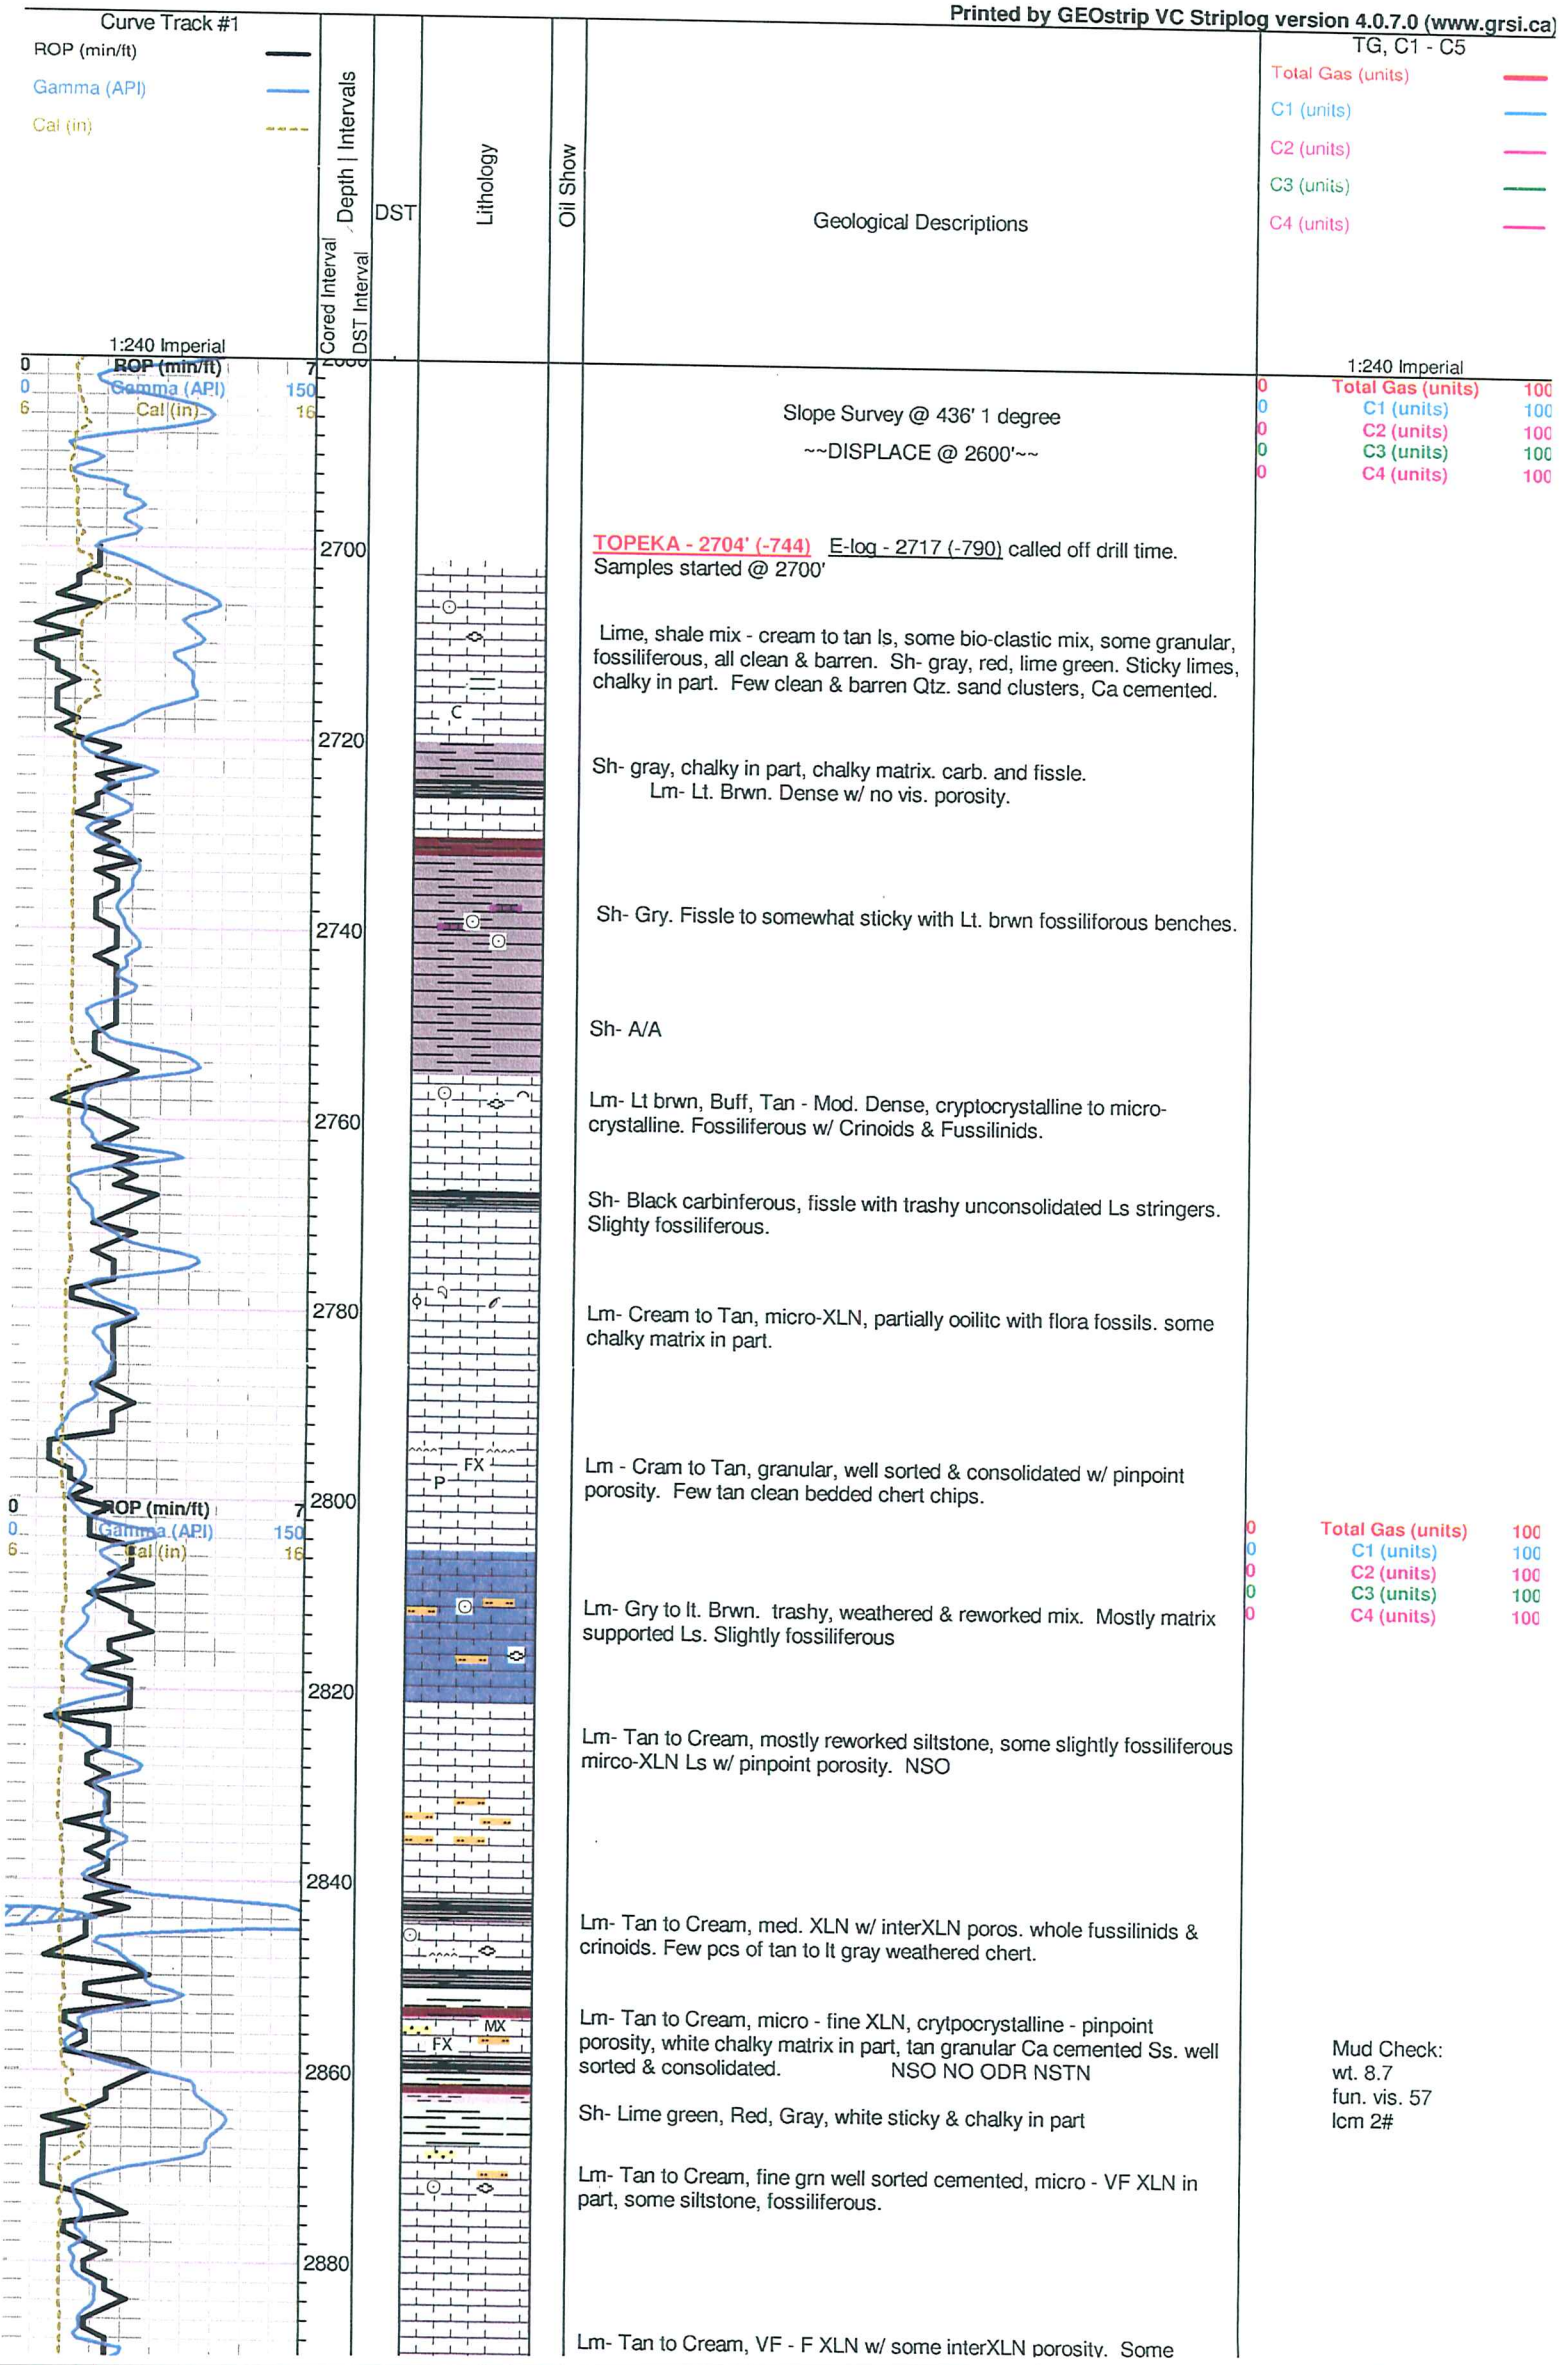 Printed by GEOstrip VC Striplog version 4.0.7.0 (www.grsi.ca)
Curve Track #1
ROP (min/ft)
Gamma (API)
Cal (in)
Cored Interval
Depth | Intervals
DST Interval
DST
Lithology
Oil Show
Geological Descriptions
TG, C1 - C5
Total Gas (units)
C1 (units)
C2 (units)
C3 (units)
C4 (units)
1:240 Imperial
1:240 Imperial
0 ROP (min/ft) 7
0 Gamma (API) 150
6 Cal (in) 16
0 Total Gas (units) 100
0 C1 (units) 100
0 C2 (units) 100
0 C3 (units) 100
0 C4 (units) 100
Slope Survey @ 436' 1 degree
~~DISPLACE @ 2600'~~
2700
TOPEKA - 2704' (-744) E-log - 2717 (-790) called off drill time.
Samples started @ 2700'
Lime, shale mix - cream to tan ls, some bio-clastic mix, some granular,
fossiliferous, all clean & barren. Sh- gray, red, lime green. Sticky limes,
chalky in part. Few clean & barren Qtz. sand clusters, Ca cemented.
C
2720
Sh- gray, chalky in part, chalky matrix. carb. and fissle.
Lm- Lt. Brwn. Dense w/ no vis. porosity.
2740
Sh- Gry. Fissle to somewhat sticky with Lt. brwn fossiliforous benches.
Sh- A/A
2760
Lm- Lt brwn, Buff, Tan - Mod. Dense, cryptocrystalline to micro-
crystalline. Fossiliferous w/ Crinoids & Fussilinids.
Sh- Black carbinferous, fissle with trashy unconsolidated Ls stringers.
Slighty fossiliferous.
2780
Lm- Cream to Tan, micro-XLN, partially ooilitc with flora fossils. some
chalky matrix in part.
FX
P
Lm - Cram to Tan, granular, well sorted & consolidated w/ pinpoint
porosity. Few tan clean bedded chert chips.
2800
0 ROP (min/ft) 7
0 Gamma (API) 150
6 Cal (in) 16
0 Total Gas (units) 100
0 C1 (units) 100
0 C2 (units) 100
0 C3 (units) 100
0 C4 (units) 100
Lm- Gry to lt. Brwn. trashy, weathered & reworked mix. Mostly matrix
supported Ls. Slightly fossiliferous
2820
Lm- Tan to Cream, mostly reworked siltstone, some slightly fossiliferous
mirco-XLN Ls w/ pinpoint porosity. NSO
2840
Lm- Tan to Cream, med. XLN w/ interXLN poros. whole fussilinids &
crinoids. Few pcs of tan to lt gray weathered chert.
MX
FX
Lm- Tan to Cream, micro - fine XLN, crytpocrystalline - pinpoint
porosity, white chalky matrix in part, tan granular Ca cemented Ss. well
sorted & consolidated. NSO NO ODR NSTN
2860
Mud Check:
wt. 8.7
fun. vis. 57
lcm 2#
Sh- Lime green, Red, Gray, white sticky & chalky in part
Lm- Tan to Cream, fine grn well sorted cemented, micro - VF XLN in
part, some siltstone, fossiliferous.
2880
Lm- Tan to Cream, VF - F XLN w/ some interXLN porosity. Some